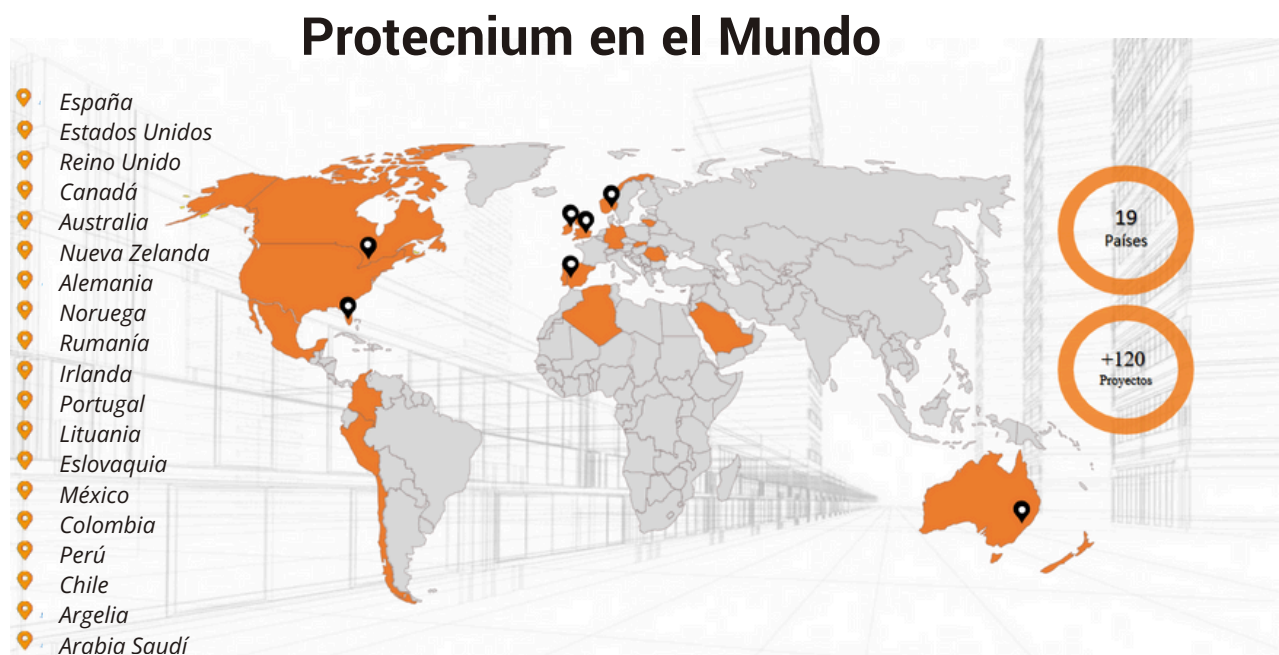 Protecnium en el Mundo
España
Estados Unidos
Reino Unido
Canadá
Australia
Nueva Zelanda
Alemania
Noruega
Rumanía
Irlanda
Portugal
Lituania
Eslovaquia
México
Colombia
Perú
Chile
Argelia
Arabia Saudí
19
Países
+120
Proyectos